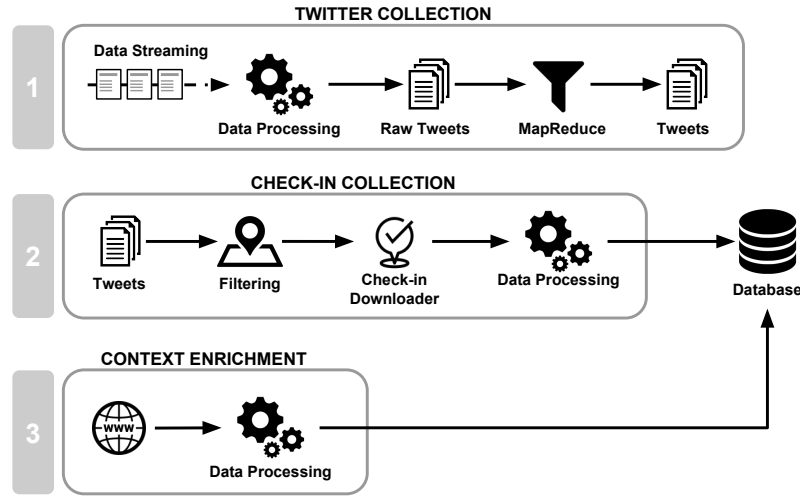 TWITTER COLLECTION
1
Data Streaming
Data Processing
Raw Tweets
MapReduce
Tweets
CHECK-IN COLLECTION
2
Tweets
Filtering
Check-in
Downloader
Data Processing
Database
CONTEXT ENRICHMENT
3
WWW
Data Processing